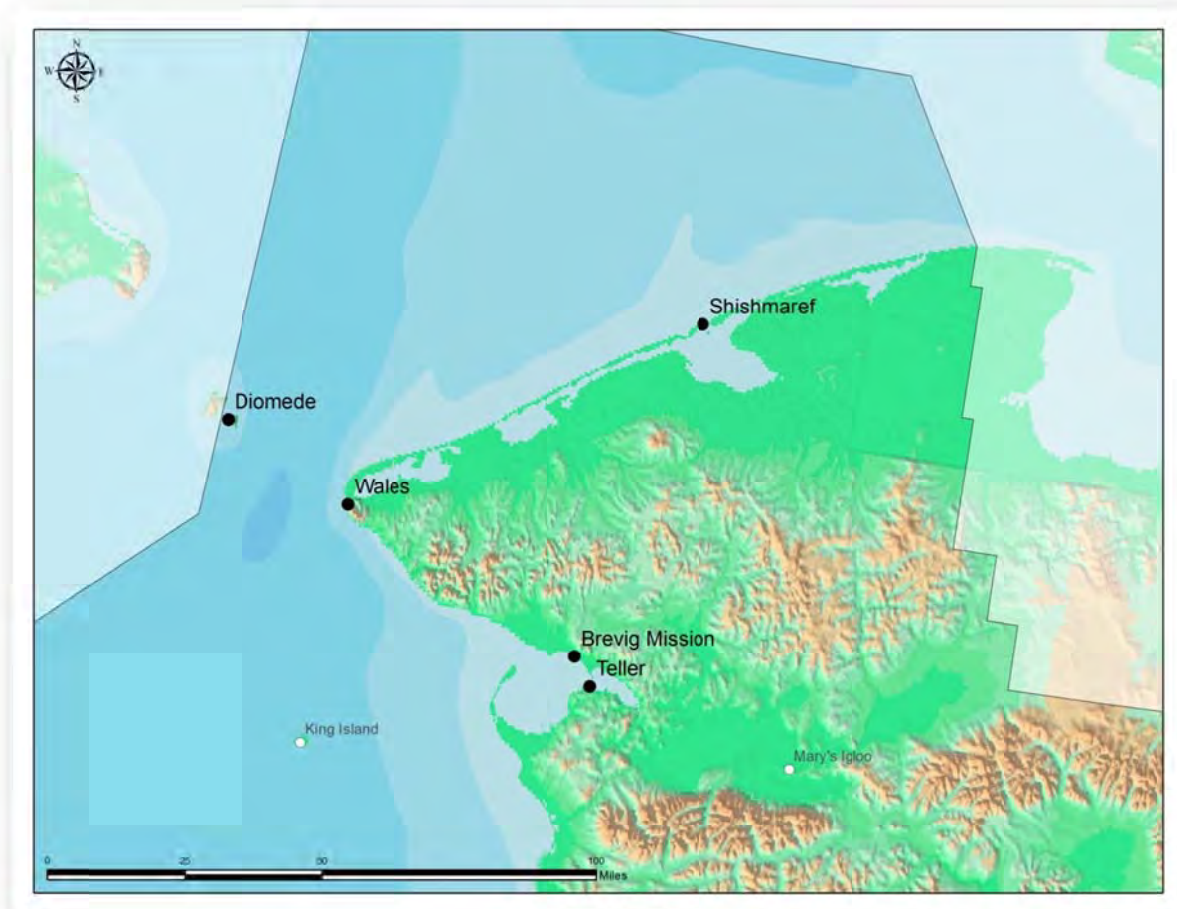 N
W E
S
Shishmaref
Diomede
Wales
Brevig Mission
Teller
King Island
Mary's Igloo
0 25 50 100
Miles